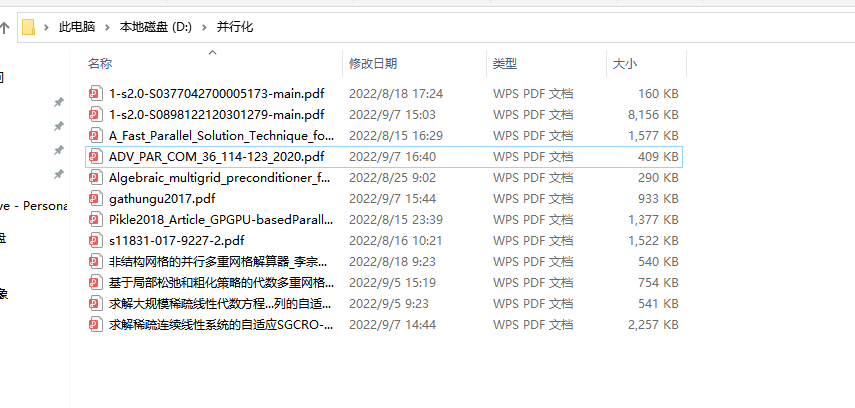 此电脑 › 本地磁盘 (D:) › 并行化
名称 修改日期 类型 大小
1-s2.0-S0377042700005173-main.pdf 2022/8/18 17:24 WPS PDF 文档 160 KB
1-s2.0-S0898122120301279-main.pdf 2022/9/7 15:03 WPS PDF 文档 8,156 KB
A_Fast_Parallel_Solution_Technique_fo... 2022/8/15 16:29 WPS PDF 文档 1,577 KB
ADV_PAR_COM_36_114-123_2020.pdf 2022/9/7 16:40 WPS PDF 文档 409 KB
Algebraic_multigrid_preconditioner_f... 2022/8/25 9:02 WPS PDF 文档 290 KB
gathungu2017.pdf 2022/9/7 15:44 WPS PDF 文档 933 KB
ve - Persona
Pikle2018_Article_GPGPU-basedParall... 2022/8/15 23:39 WPS PDF 文档 1,377 KB
盘 s11831-017-9227-2.pdf 2022/8/16 10:21 WPS PDF 文档 1,522 KB
非结构网格的并行多重网格解算器_李宗... 2022/8/18 9:23 WPS PDF 文档 540 KB
基于局部松弛和粗化策略的代数多重网格... 2022/9/5 15:19 WPS PDF 文档 754 KB
象 求解大规模稀疏线性代数方程...列的自适... 2022/9/5 9:23 WPS PDF 文档 541 KB
求解稀疏连续线性系统的自适应SGCRO-... 2022/9/7 14:44 WPS PDF 文档 2,257 KB